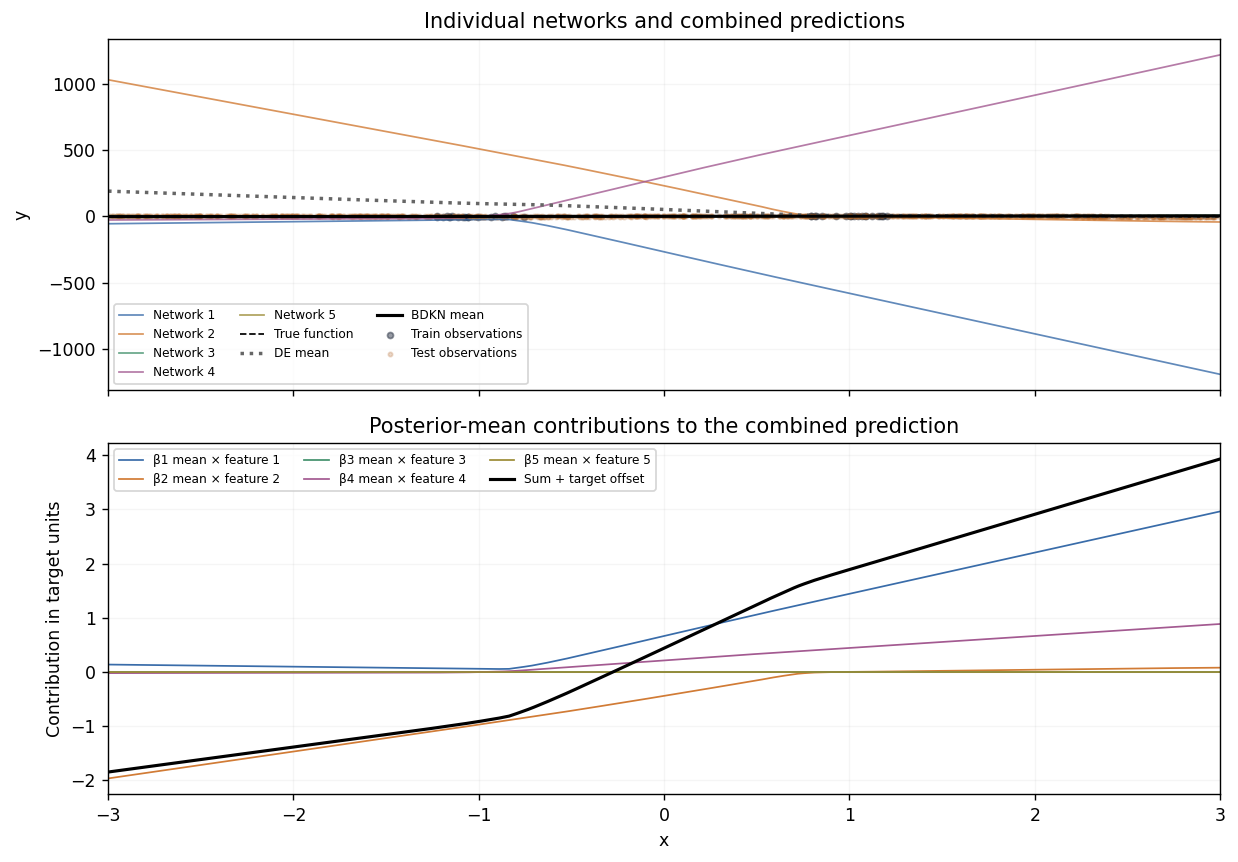 Individual networks and combined predictions
1000
500
0
−500
−1000
y
Network 1
Network 2
Network 3
Network 4
Network 5
True function
DE mean
BDKN mean
Train observations
Test observations
Posterior-mean contributions to the combined prediction
4
3
2
1
0
−1
−2
Contribution in target units
β1 mean × feature 1
β2 mean × feature 2
β3 mean × feature 3
β4 mean × feature 4
β5 mean × feature 5
Sum + target offset
−3 −2 −1 0 1 2 3
x